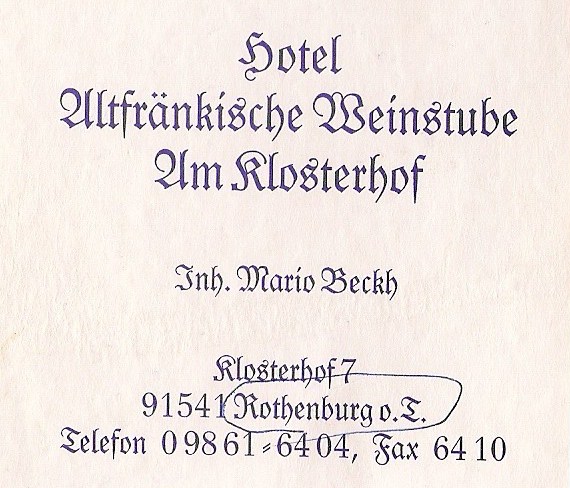 Hotel
Altfränkische Weinstube
Am Klosterhof
Inh. Mario Beckh
Klosterhof 7
91541 Rothenburg o.T.
Telefon 09861-6404, Fax 6410